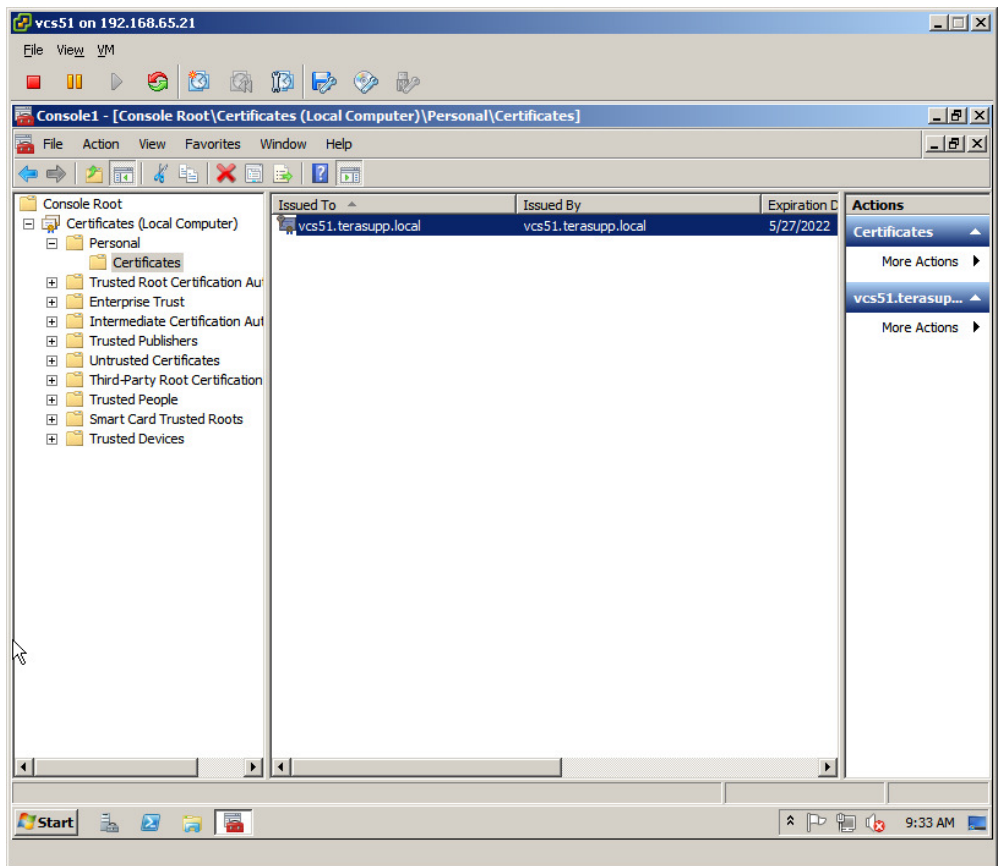 vcs51 on 192.168.65.21
File View VM
Console1 - [Console Root\Certificates (Local Computer)\Personal\Certificates]
File Action View Favorites Window Help
Console Root
Certificates (Local Computer)
Personal
Certificates
Trusted Root Certification Aut
Enterprise Trust
Intermediate Certification Aut
Trusted Publishers
Untrusted Certificates
Third-Party Root Certification
Trusted People
Smart Card Trusted Roots
Trusted Devices
Issued To Issued By Expiration D
vcs51.terasupp.local vcs51.terasupp.local 5/27/2022
Actions
Certificates
More Actions
vcs51.terasup...
More Actions
Start 9:33 AM